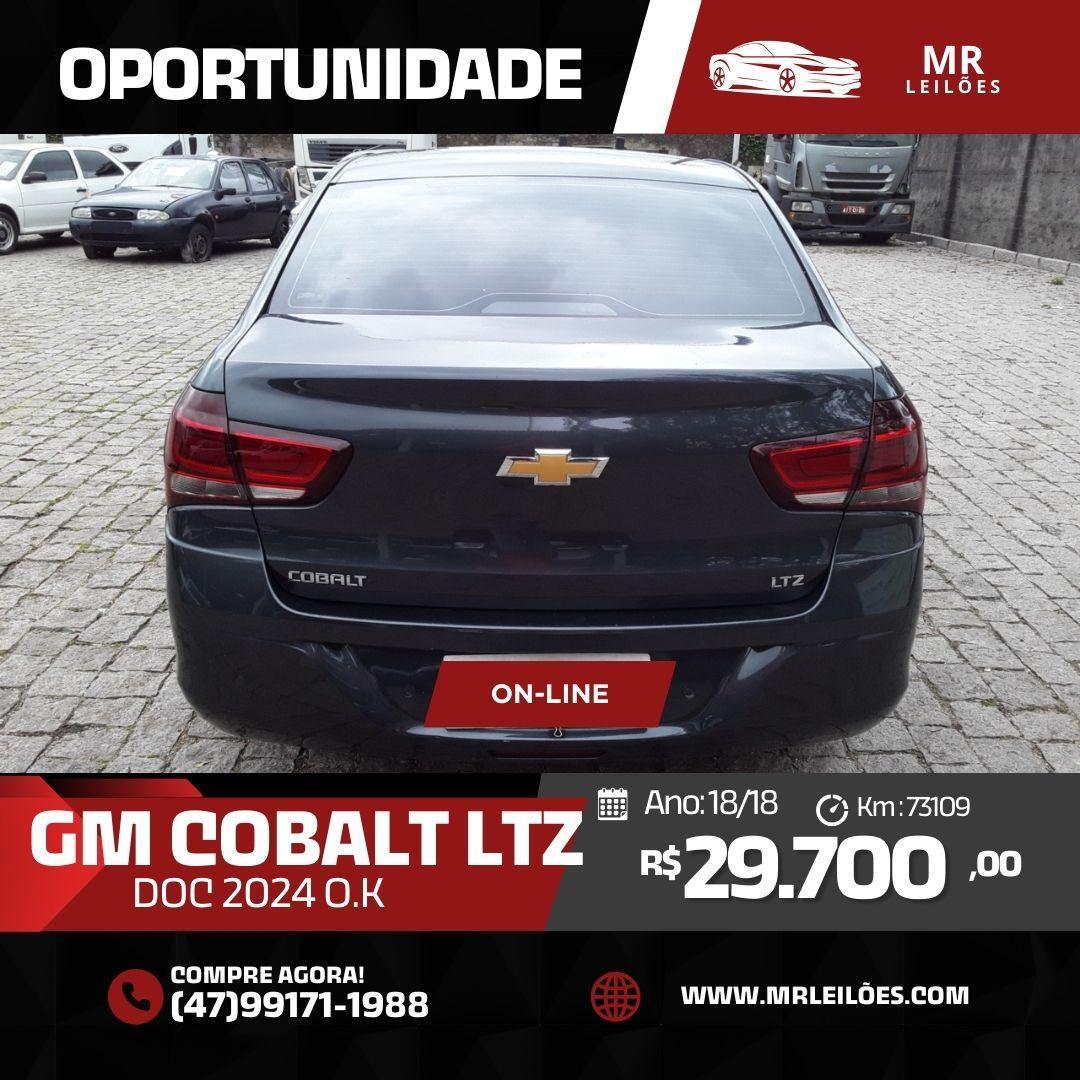 OPORTUNIDADE
MR
LEILÕES
COBALT
LTZ
ON-LINE
GM COBALT LTZ
DOC 2024 O.K
Ano: 18/18
Km: 73109
R$ 29.700 ,00
COMPRE AGORA!
(47)99171-1988
WWW.MRLEILÕES.COM